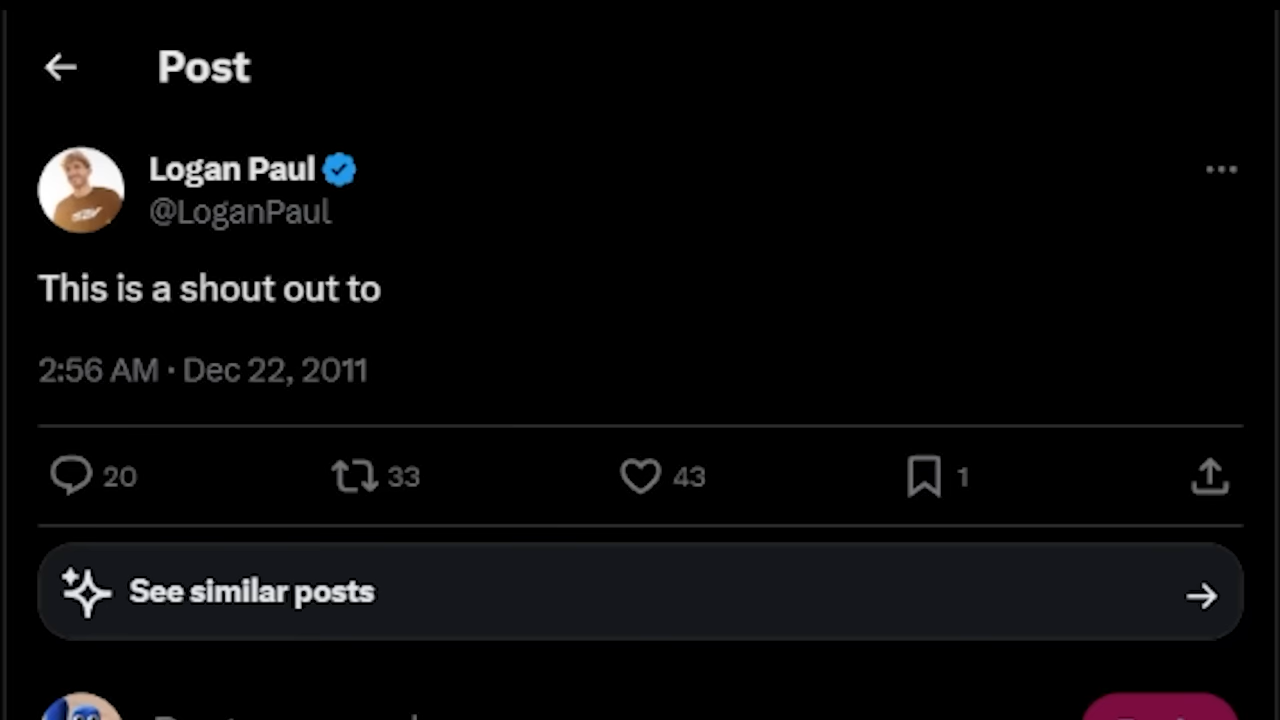 Post
Logan Paul
@LoganPaul
This is a shout out to
2:56 AM · Dec 22, 2011
20 33 43 1
See similar posts